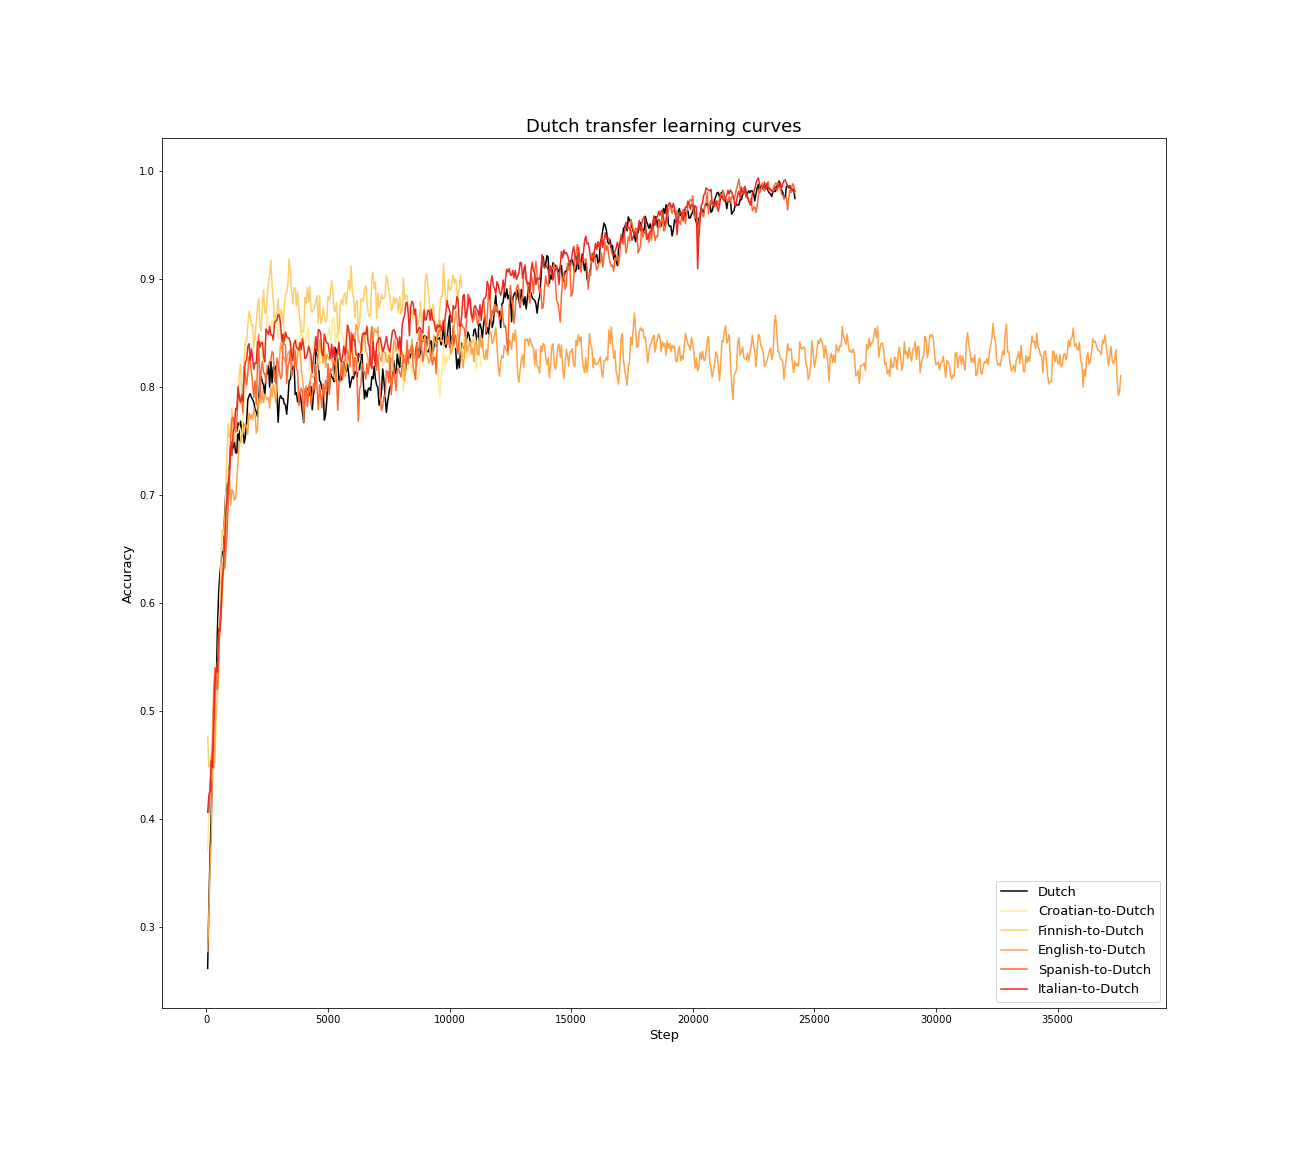 Dutch transfer learning curves
1.0
0.9
0.8
0.7
0.6
0.5
0.4
0.3
Accuracy
0
5000
10000
15000
20000
25000
30000
35000
Step
Dutch
Croatian-to-Dutch
Finnish-to-Dutch
English-to-Dutch
Spanish-to-Dutch
Italian-to-Dutch